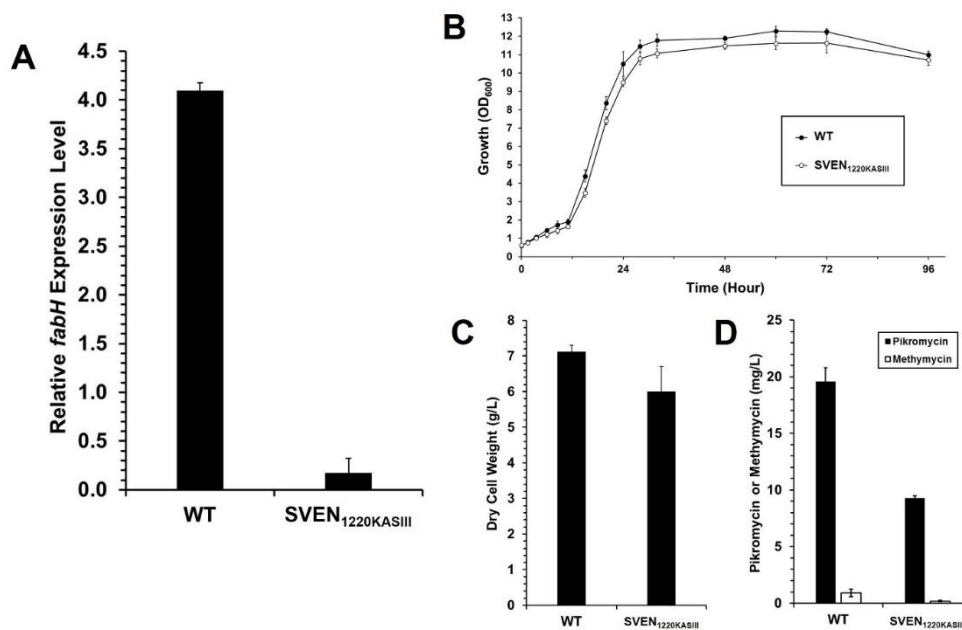 A
Relative fabH Expression Level
4.5
4.0
3.5
3.0
2.5
2.0
1.5
1.0
0.5
0.0
WT
SVEN1220KASIII
B
Growth (OD600)
13
12
11
10
9
8
7
6
5
4
3
2
1
0
0
24
48
72
96
Time (Hour)
WT
SVEN1220KASIII
C
Dry Cell Weight (g/L)
8
7
6
5
4
3
2
1
0
WT
SVEN1220KASIII
D
Pikromycin or Methymycin (mg/L)
25
20
15
10
5
0
Pikromycin
Methymycin
WT
SVEN1220KASIII